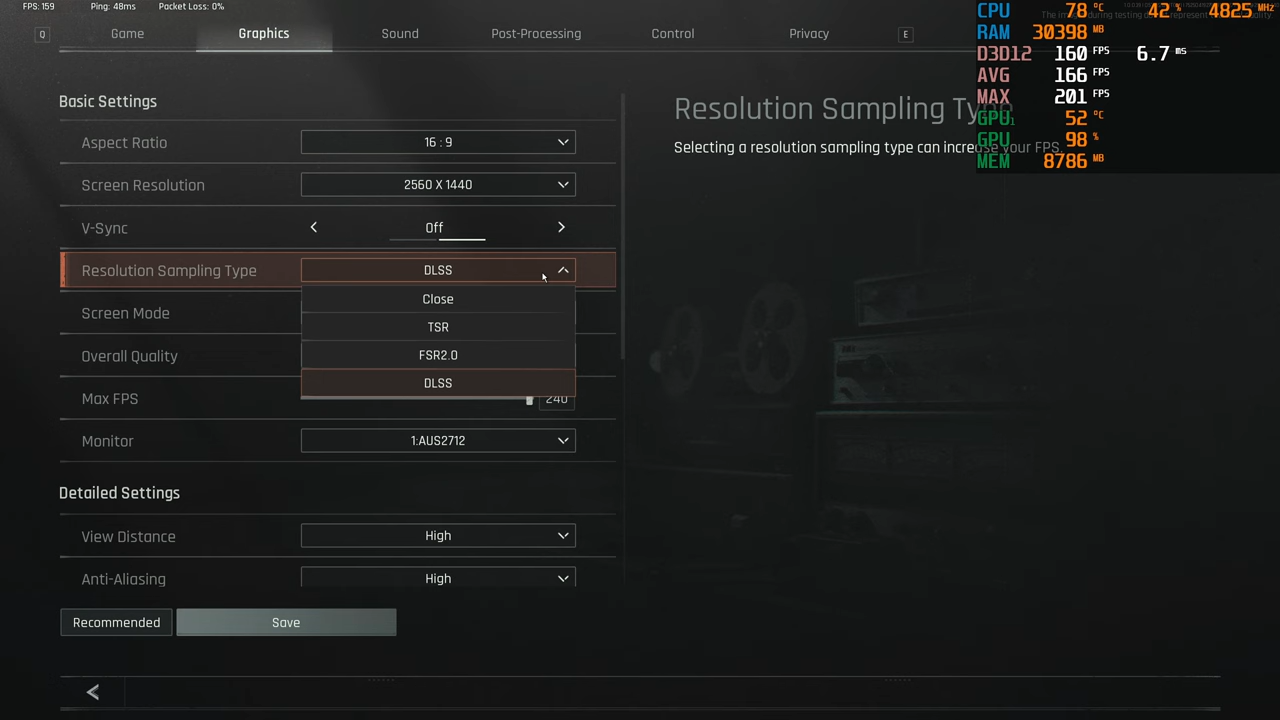 FPS: 159 Ping: 48ms Packet Loss: 0%
CPU 78 °C 42 % 4825 MHz
RAM 30398 MB
D3D12 160 FPS 6.7 ms
AVG 166 FPS
MAX 201 FPS
GPU1 52 °C
GPU 98 %
MEM 8786 MB
Q Game Graphics Sound Post-Processing Control Privacy E
Basic Settings
Aspect Ratio 16 : 9
Screen Resolution 2560 X 1440
V-Sync Off
Resolution Sampling Type DLSS
Close
TSR
FSR2.0
DLSS
Screen Mode
Overall Quality
Max FPS 240
Monitor 1:AUS2712
Detailed Settings
View Distance High
Anti-Aliasing High
Recommended Save
Resolution Sampling Type
Selecting a resolution sampling type can increase your FPS.